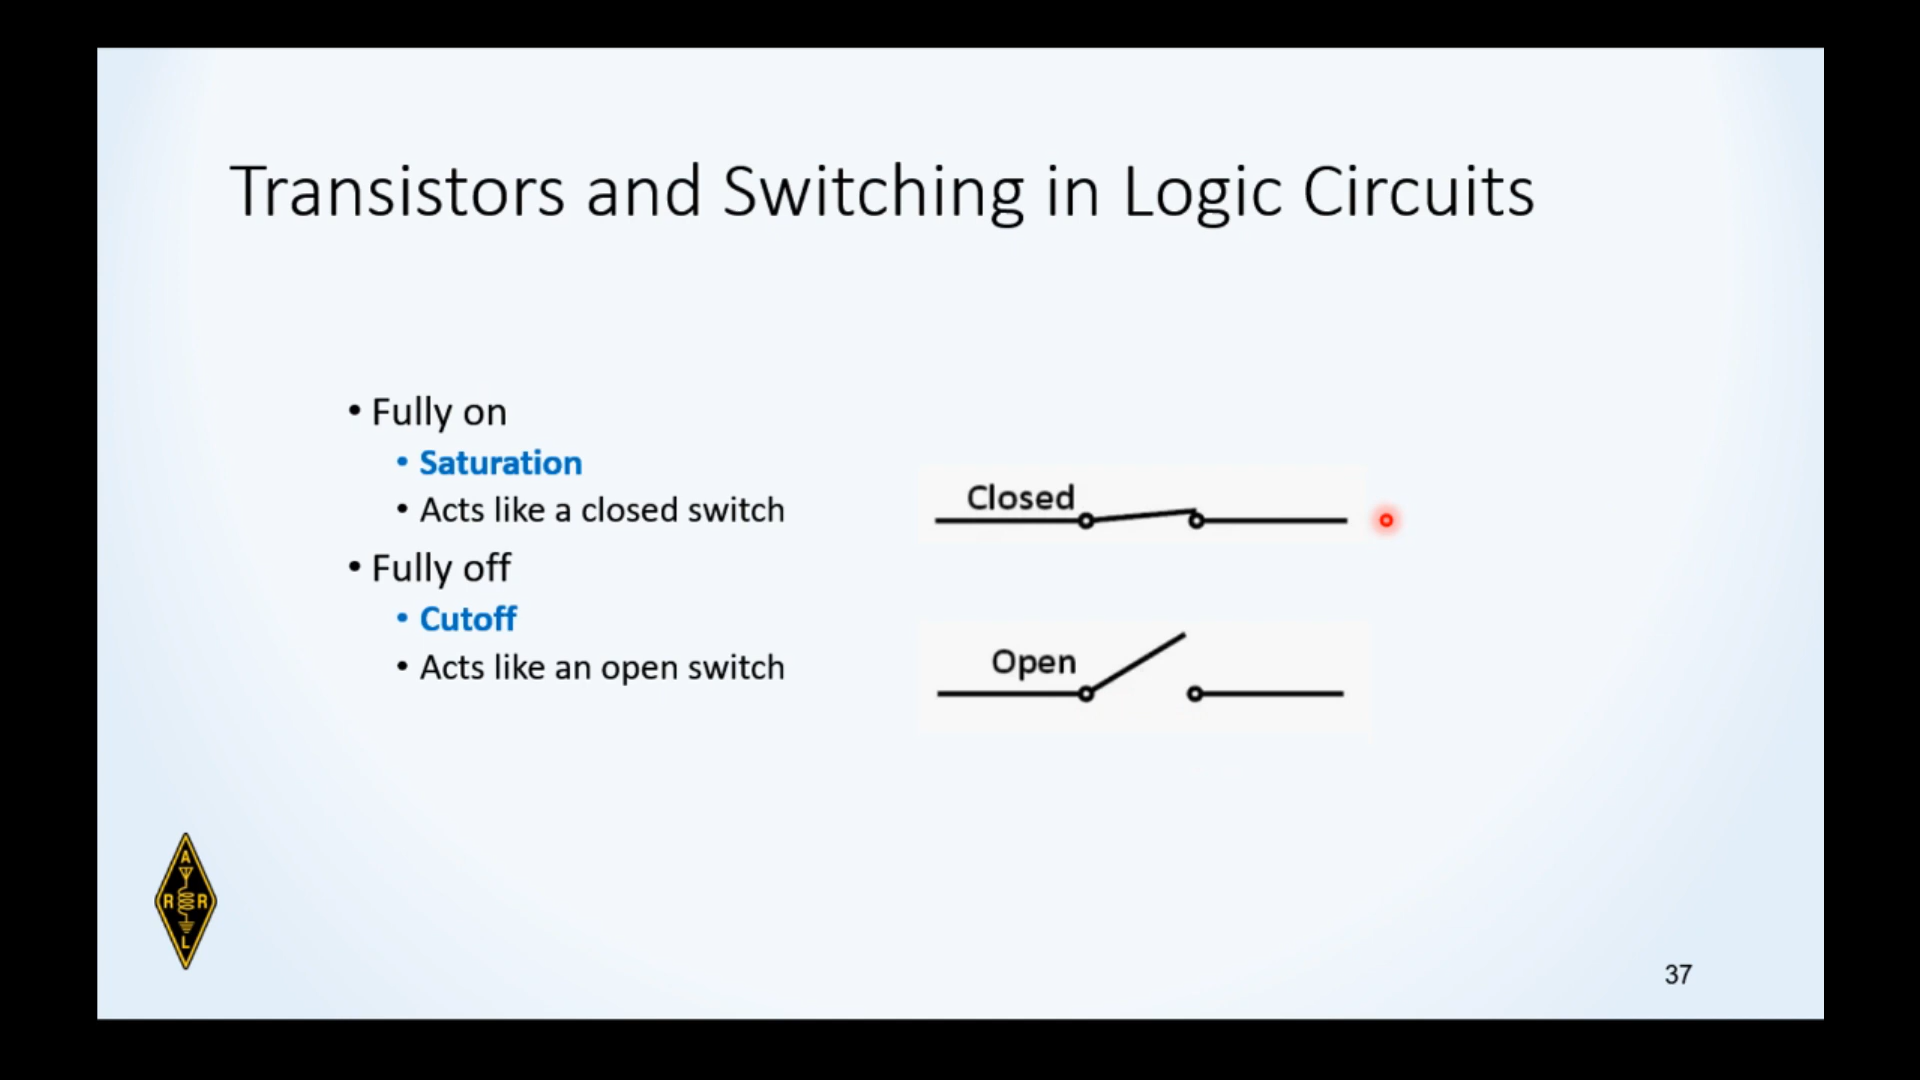 Transistors and Switching in Logic Circuits
• Fully on
• Saturation
• Acts like a closed switch
• Fully off
• Cutoff
• Acts like an open switch
Closed
Open
A
R R
L
37